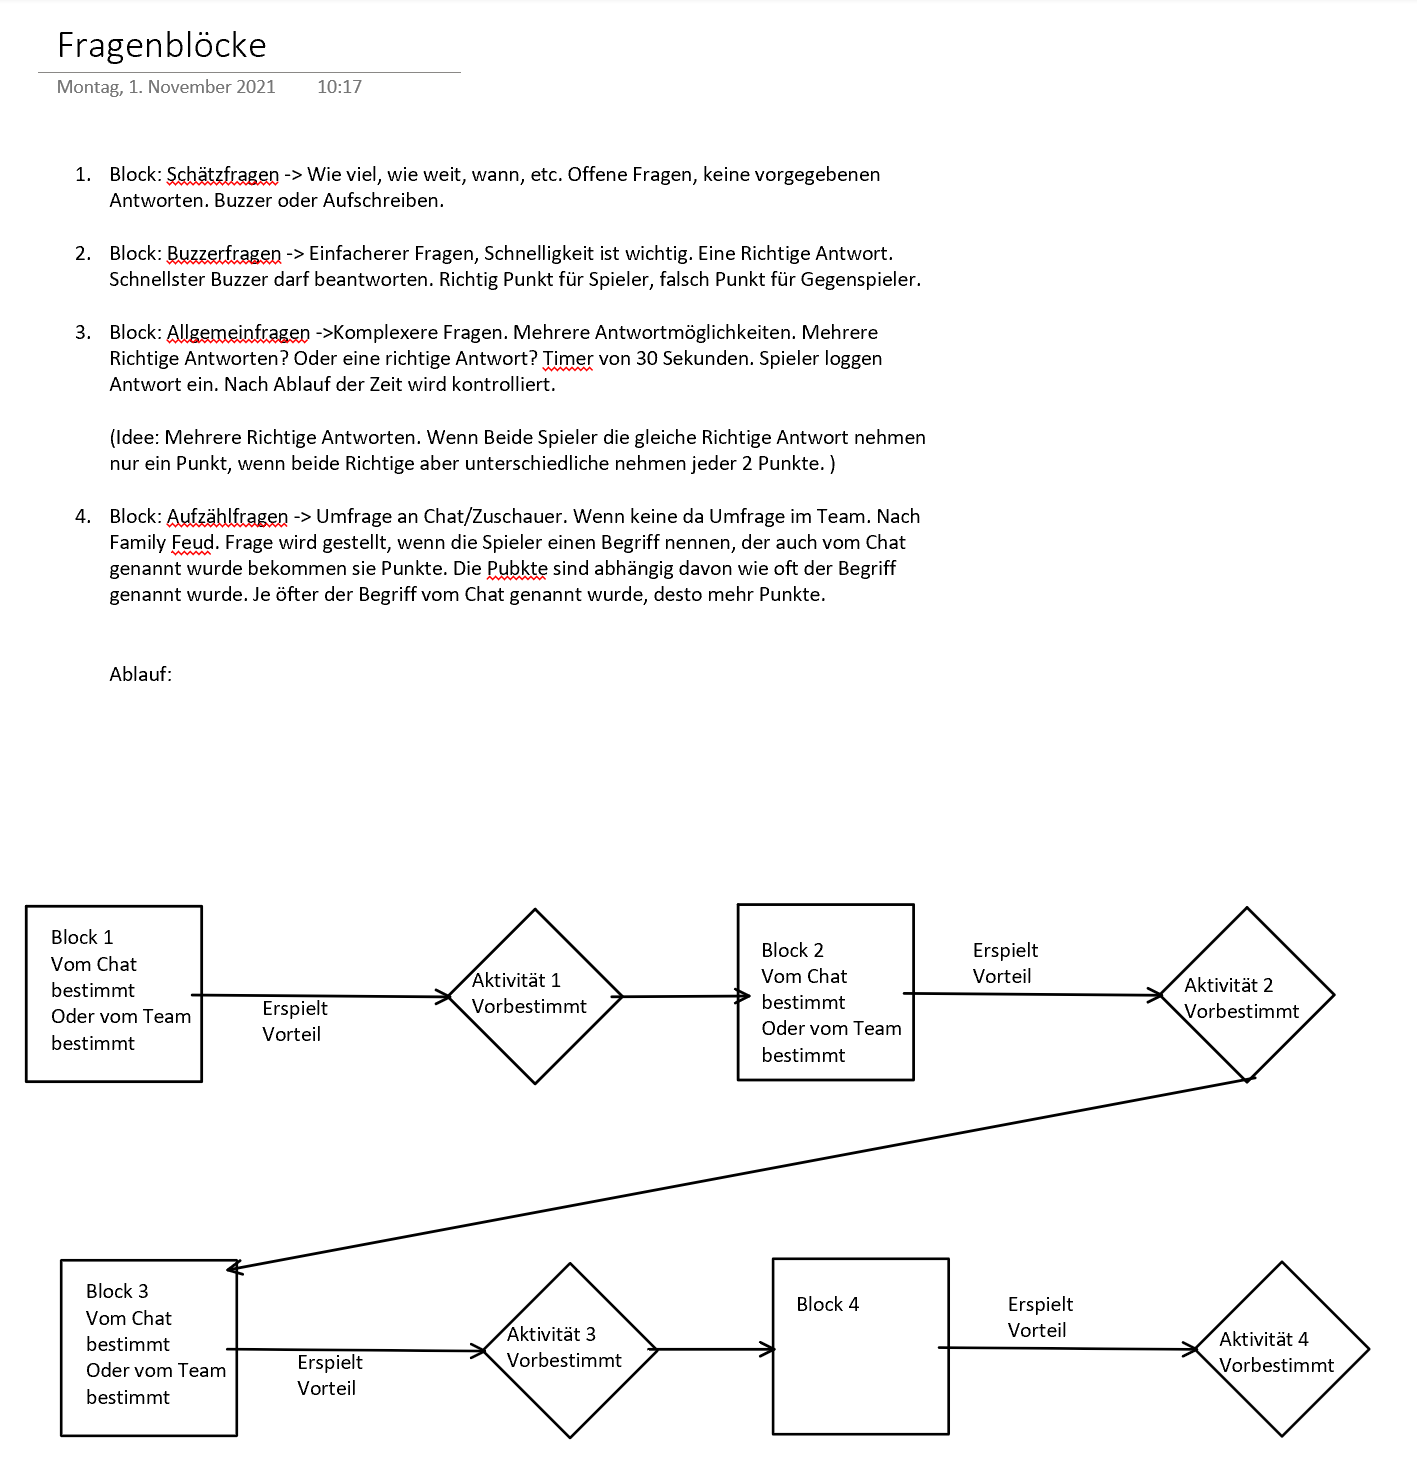 Fragenblöcke
Montag, 1. November 2021 10:17
1. Block: Schätzfragen -> Wie viel, wie weit, wann, etc. Offene Fragen, keine vorgegebenen
Antworten. Buzzer oder Aufschreiben.
2. Block: Buzzerfragen -> Einfacherer Fragen, Schnelligkeit ist wichtig. Eine Richtige Antwort.
Schnellster Buzzer darf beantworten. Richtig Punkt für Spieler, falsch Punkt für Gegenspieler.
3. Block: Allgemeinfragen ->Komplexere Fragen. Mehrere Antwortmöglichkeiten. Mehrere
Richtige Antworten? Oder eine richtige Antwort? Timer von 30 Sekunden. Spieler loggen
Antwort ein. Nach Ablauf der Zeit wird kontrolliert.
(Idee: Mehrere Richtige Antworten. Wenn Beide Spieler die gleiche Richtige Antwort nehmen
nur ein Punkt, wenn beide Richtige aber unterschiedliche nehmen jeder 2 Punkte. )
4. Block: Aufzählfragen -> Umfrage an Chat/Zuschauer. Wenn keine da Umfrage im Team. Nach
Family Feud. Frage wird gestellt, wenn die Spieler einen Begriff nennen, der auch vom Chat
genannt wurde bekommen sie Punkte. Die Pubkte sind abhängig davon wie oft der Begriff
genannt wurde. Je öfter der Begriff vom Chat genannt wurde, desto mehr Punkte.
Ablauf:
Block 1
Vom Chat
bestimmt
Oder vom Team
bestimmt
Erspielt
Vorteil
Aktivität 1
Vorbestimmt
Block 2
Vom Chat
bestimmt
Oder vom Team
bestimmt
Erspielt
Vorteil
Aktivität 2
Vorbestimmt
Block 3
Vom Chat
bestimmt
Oder vom Team
bestimmt
Erspielt
Vorteil
Aktivität 3
Vorbestimmt
Block 4
Erspielt
Vorteil
Aktivität 4
Vorbestimmt